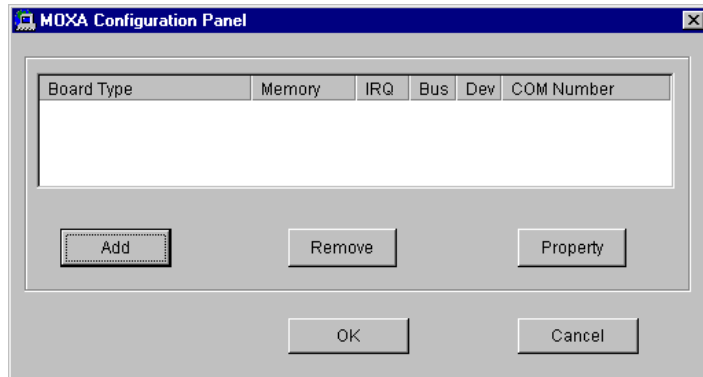 MOXA Configuration Panel
Board Type Memory IRQ Bus Dev COM Number
Add Remove Property
OK Cancel